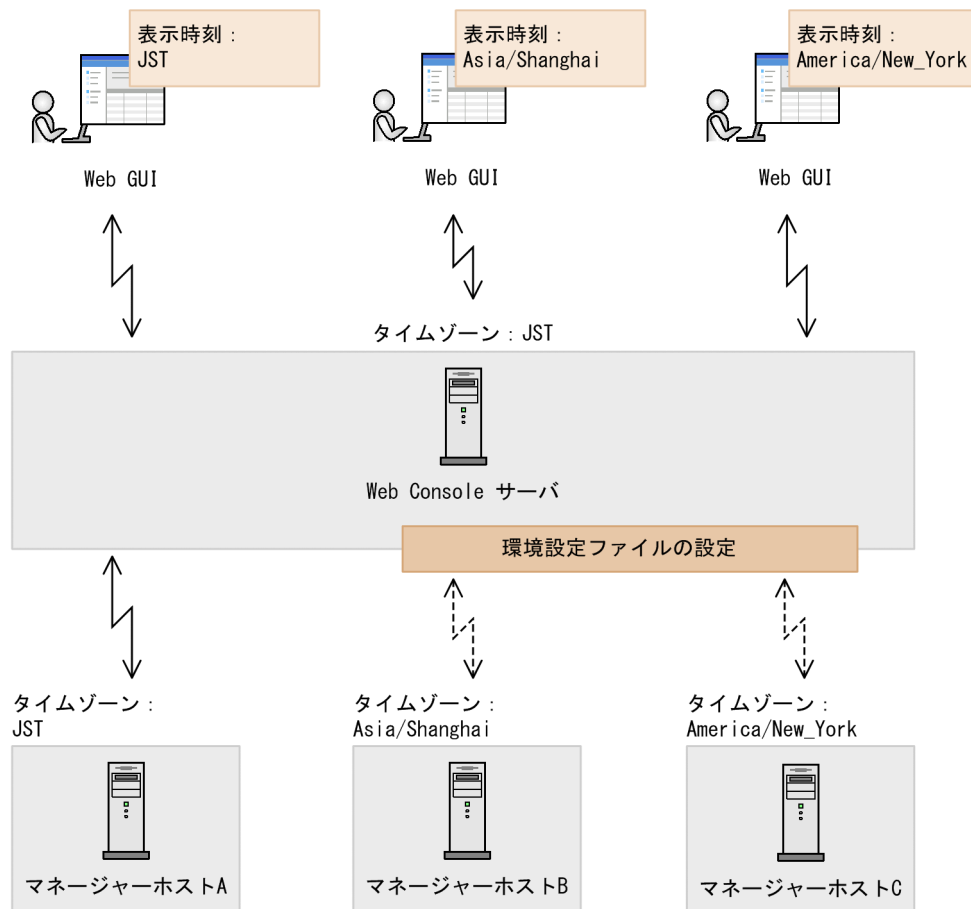 表示時刻：
JST
表示時刻：
Asia/Shanghai
表示時刻：
America/New_York
Web GUI
Web GUI
Web GUI
タイムゾーン：JST
Web Console サーバ
環境設定ファイルの設定
タイムゾーン：
JST
タイムゾーン：
Asia/Shanghai
タイムゾーン：
America/New_York
マネージャーホストA
マネージャーホストB
マネージャーホストC